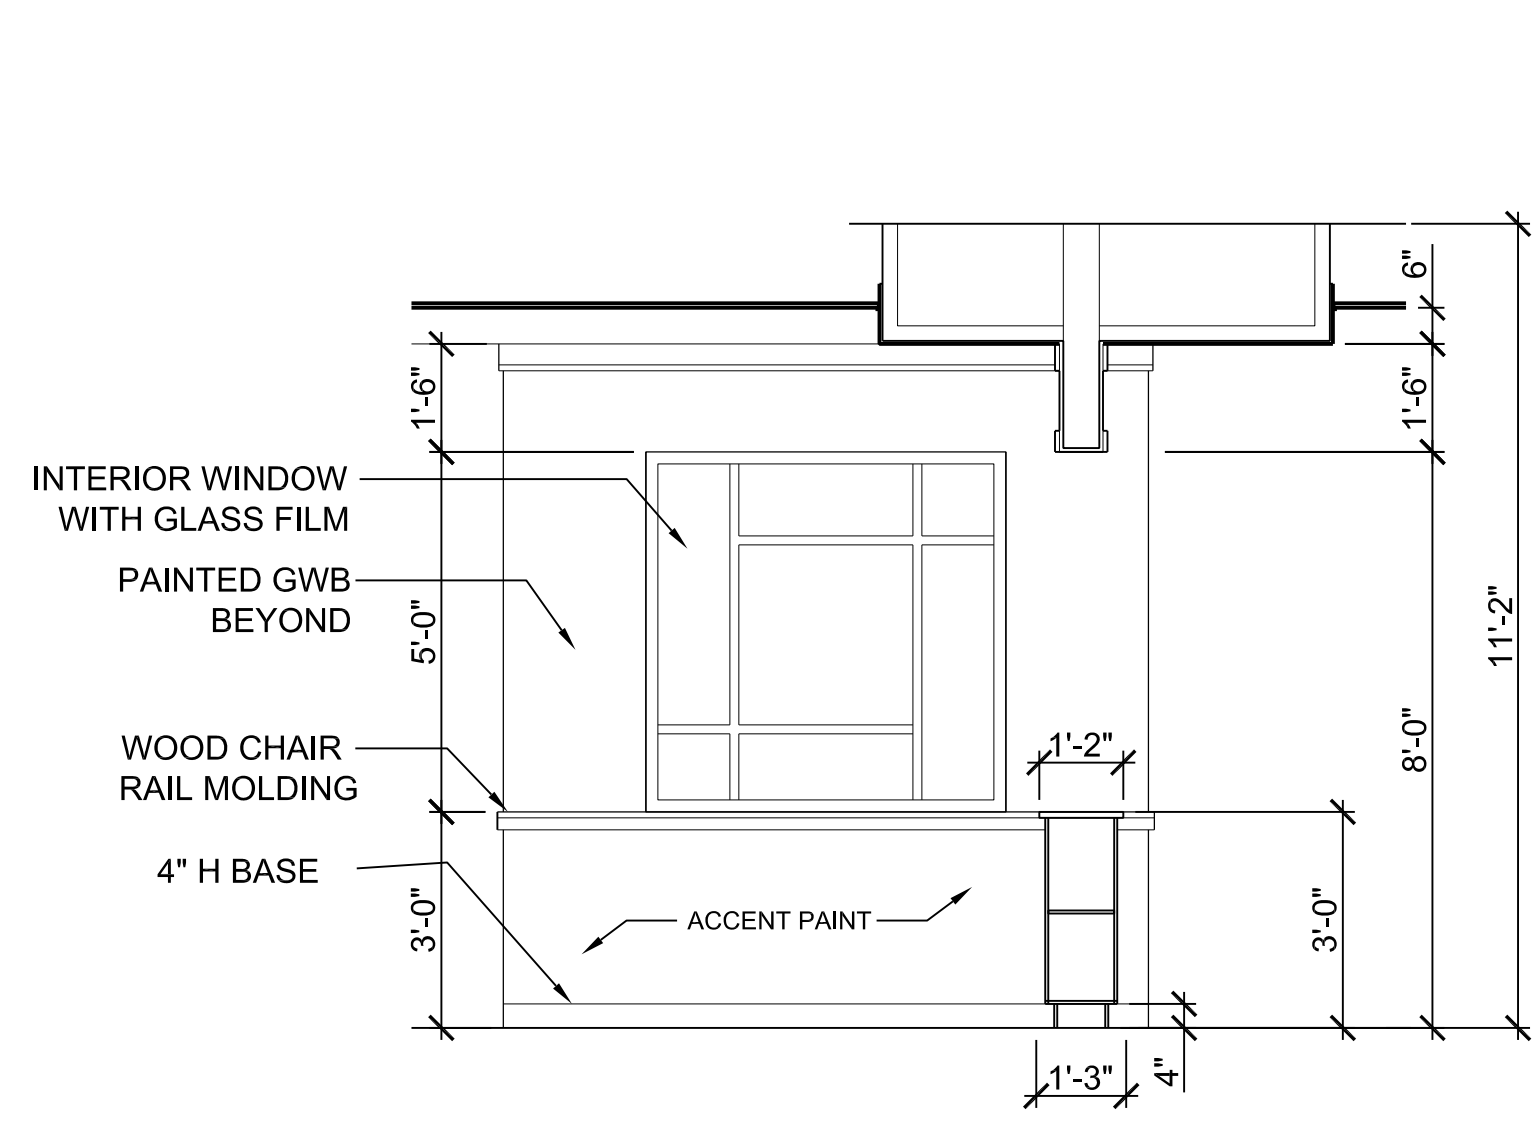 6"
1'-6"
1'-6"
INTERIOR WINDOW
WITH GLASS FILM
PAINTED GWB
BEYOND
5'-0"
11'-2"
8'-0"
WOOD CHAIR
RAIL MOLDING
1'-2"
4" H BASE
3'-0"
ACCENT PAINT
3'-0"
1'-3"
4"